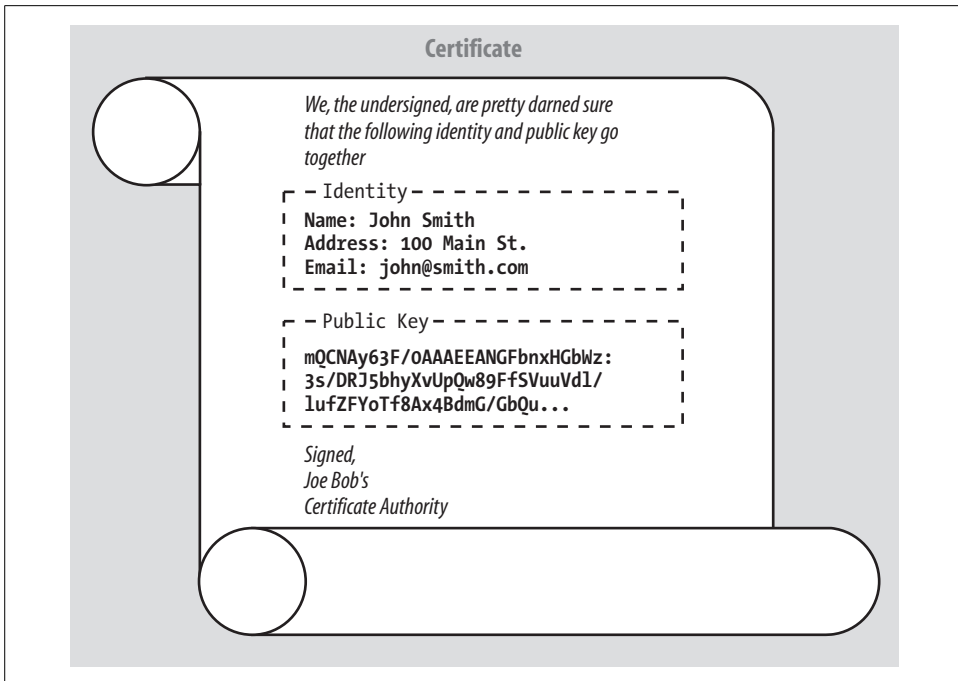 Certificate
We, the undersigned, are pretty darned sure
that the following identity and public key go
together
Identity
Name: John Smith
Address: 100 Main St.
Email: john@smith.com
Public Key
mQCNAy63F/0AAAEEANGFbnxHGbWz:
3s/DRJ5bhyXvUpQw89FfSVuuVdl/
lufZFYoTf8Ax4BdmG/GbQu...
Signed,
Joe Bob's
Certificate Authority